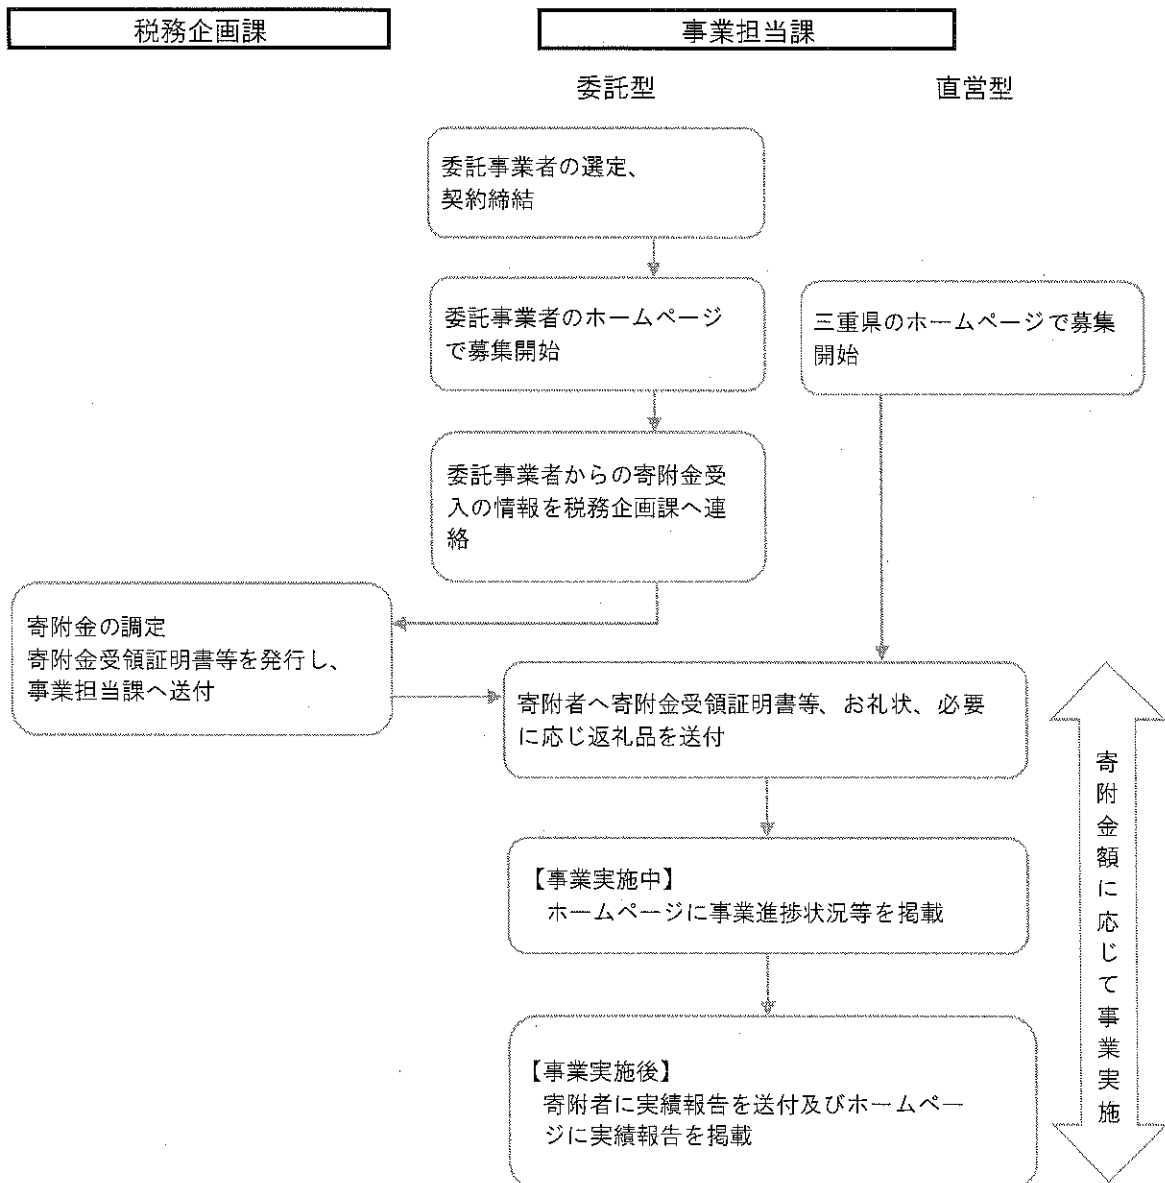 税務企画課
事業担当課
委託型
直営型
委託事業者の選定、
契約締結
委託事業者のホームページ
で募集開始
三重県のホームページで募集
開始
委託事業者からの寄附金受
入の情報を税務企画課へ連
絡
寄附金の調定
寄附金受領証明書等を発行し、
事業担当課へ送付
寄附者へ寄附金受領証明書等、お礼状、必要
に応じ返礼品を送付
【事業実施中】
ホームページに事業進捗状況等を掲載
【事業実施後】
寄附者に実績報告を送付及びホームペー
ジに実績報告を掲載
寄附金額に応じて事業実施